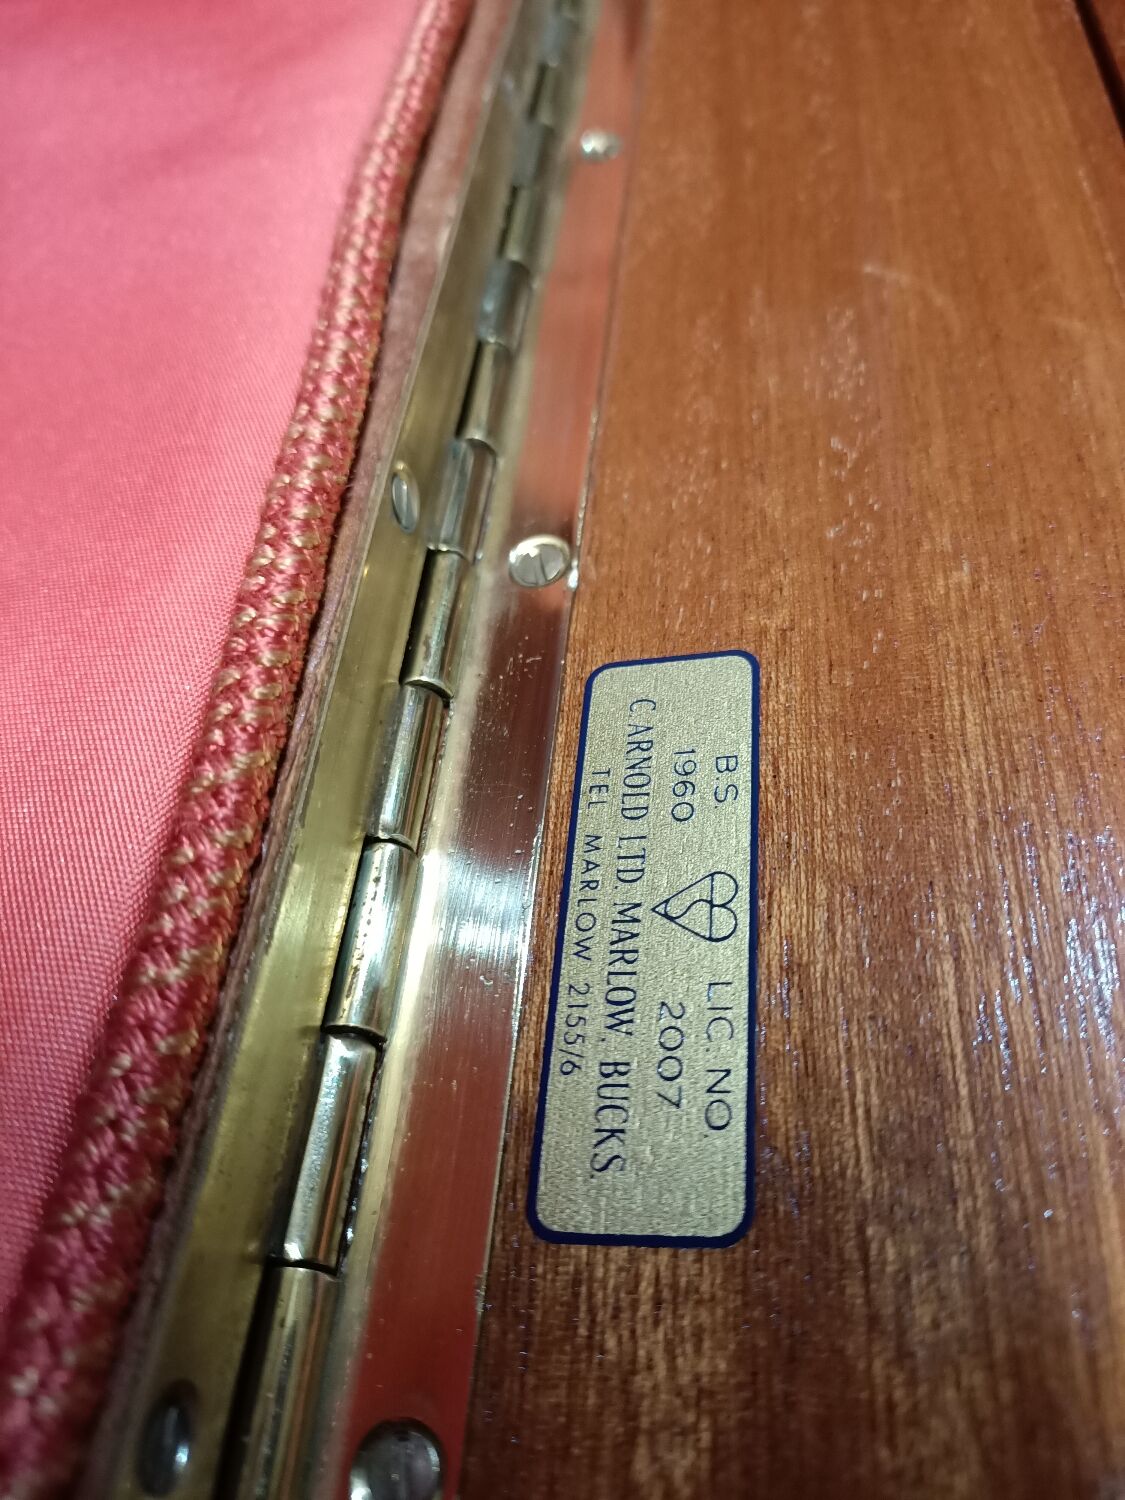 BS LIC. NO.
1960 2007
C. ARNOLD LTD. MARLOW, BUCKS.
TEL MARLOW 2155/6